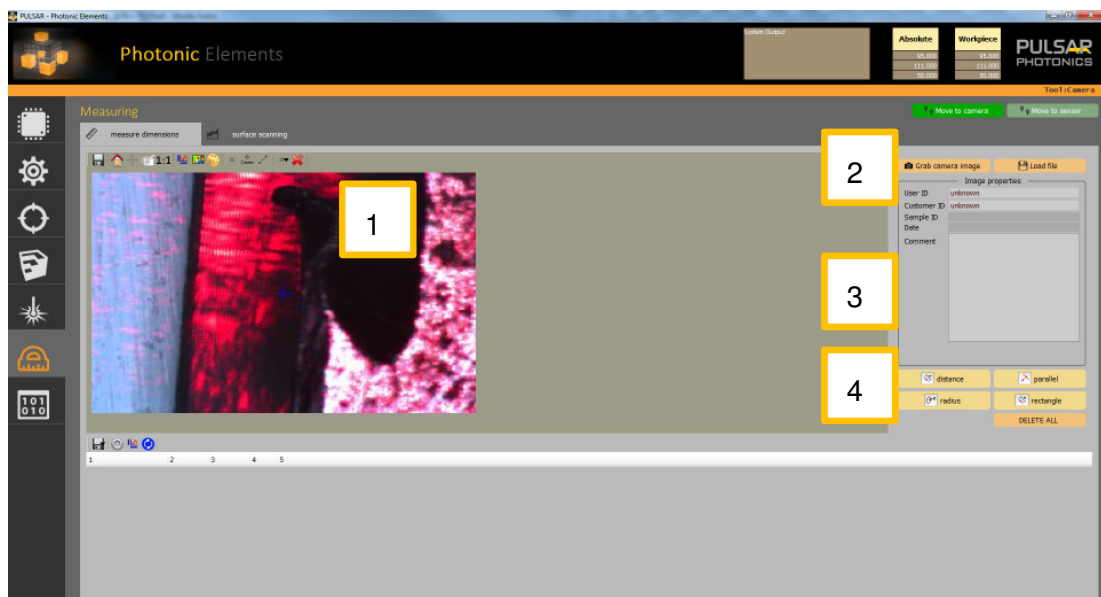 PULSAR - Photonic Elements
Photonic Elements
System Output
Absolute
95.000
111.000
50.000
Workpiece
95.000
111.000
50.000
PULSAR
PHOTONICS
Tool:Camera
Measuring
Move to camera
Move to sensor
measure dimensions
surface scanning
1:1
1
2
Grab camera image
Load file
Image properties
User ID unknown
Customer ID unknown
Sample ID
Date
Comment
3
4
distance
parallel
radius
rectangle
DELETE ALL
101
010
1 2 3 4 5